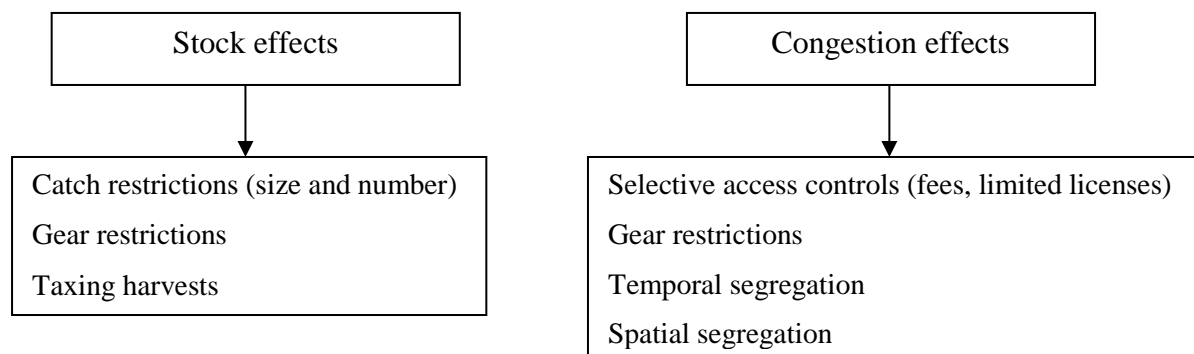 Stock effects
Catch restrictions (size and number)
Gear restrictions
Taxing harvests
Congestion effects
Selective access controls (fees, limited licenses)
Gear restrictions
Temporal segregation
Spatial segregation